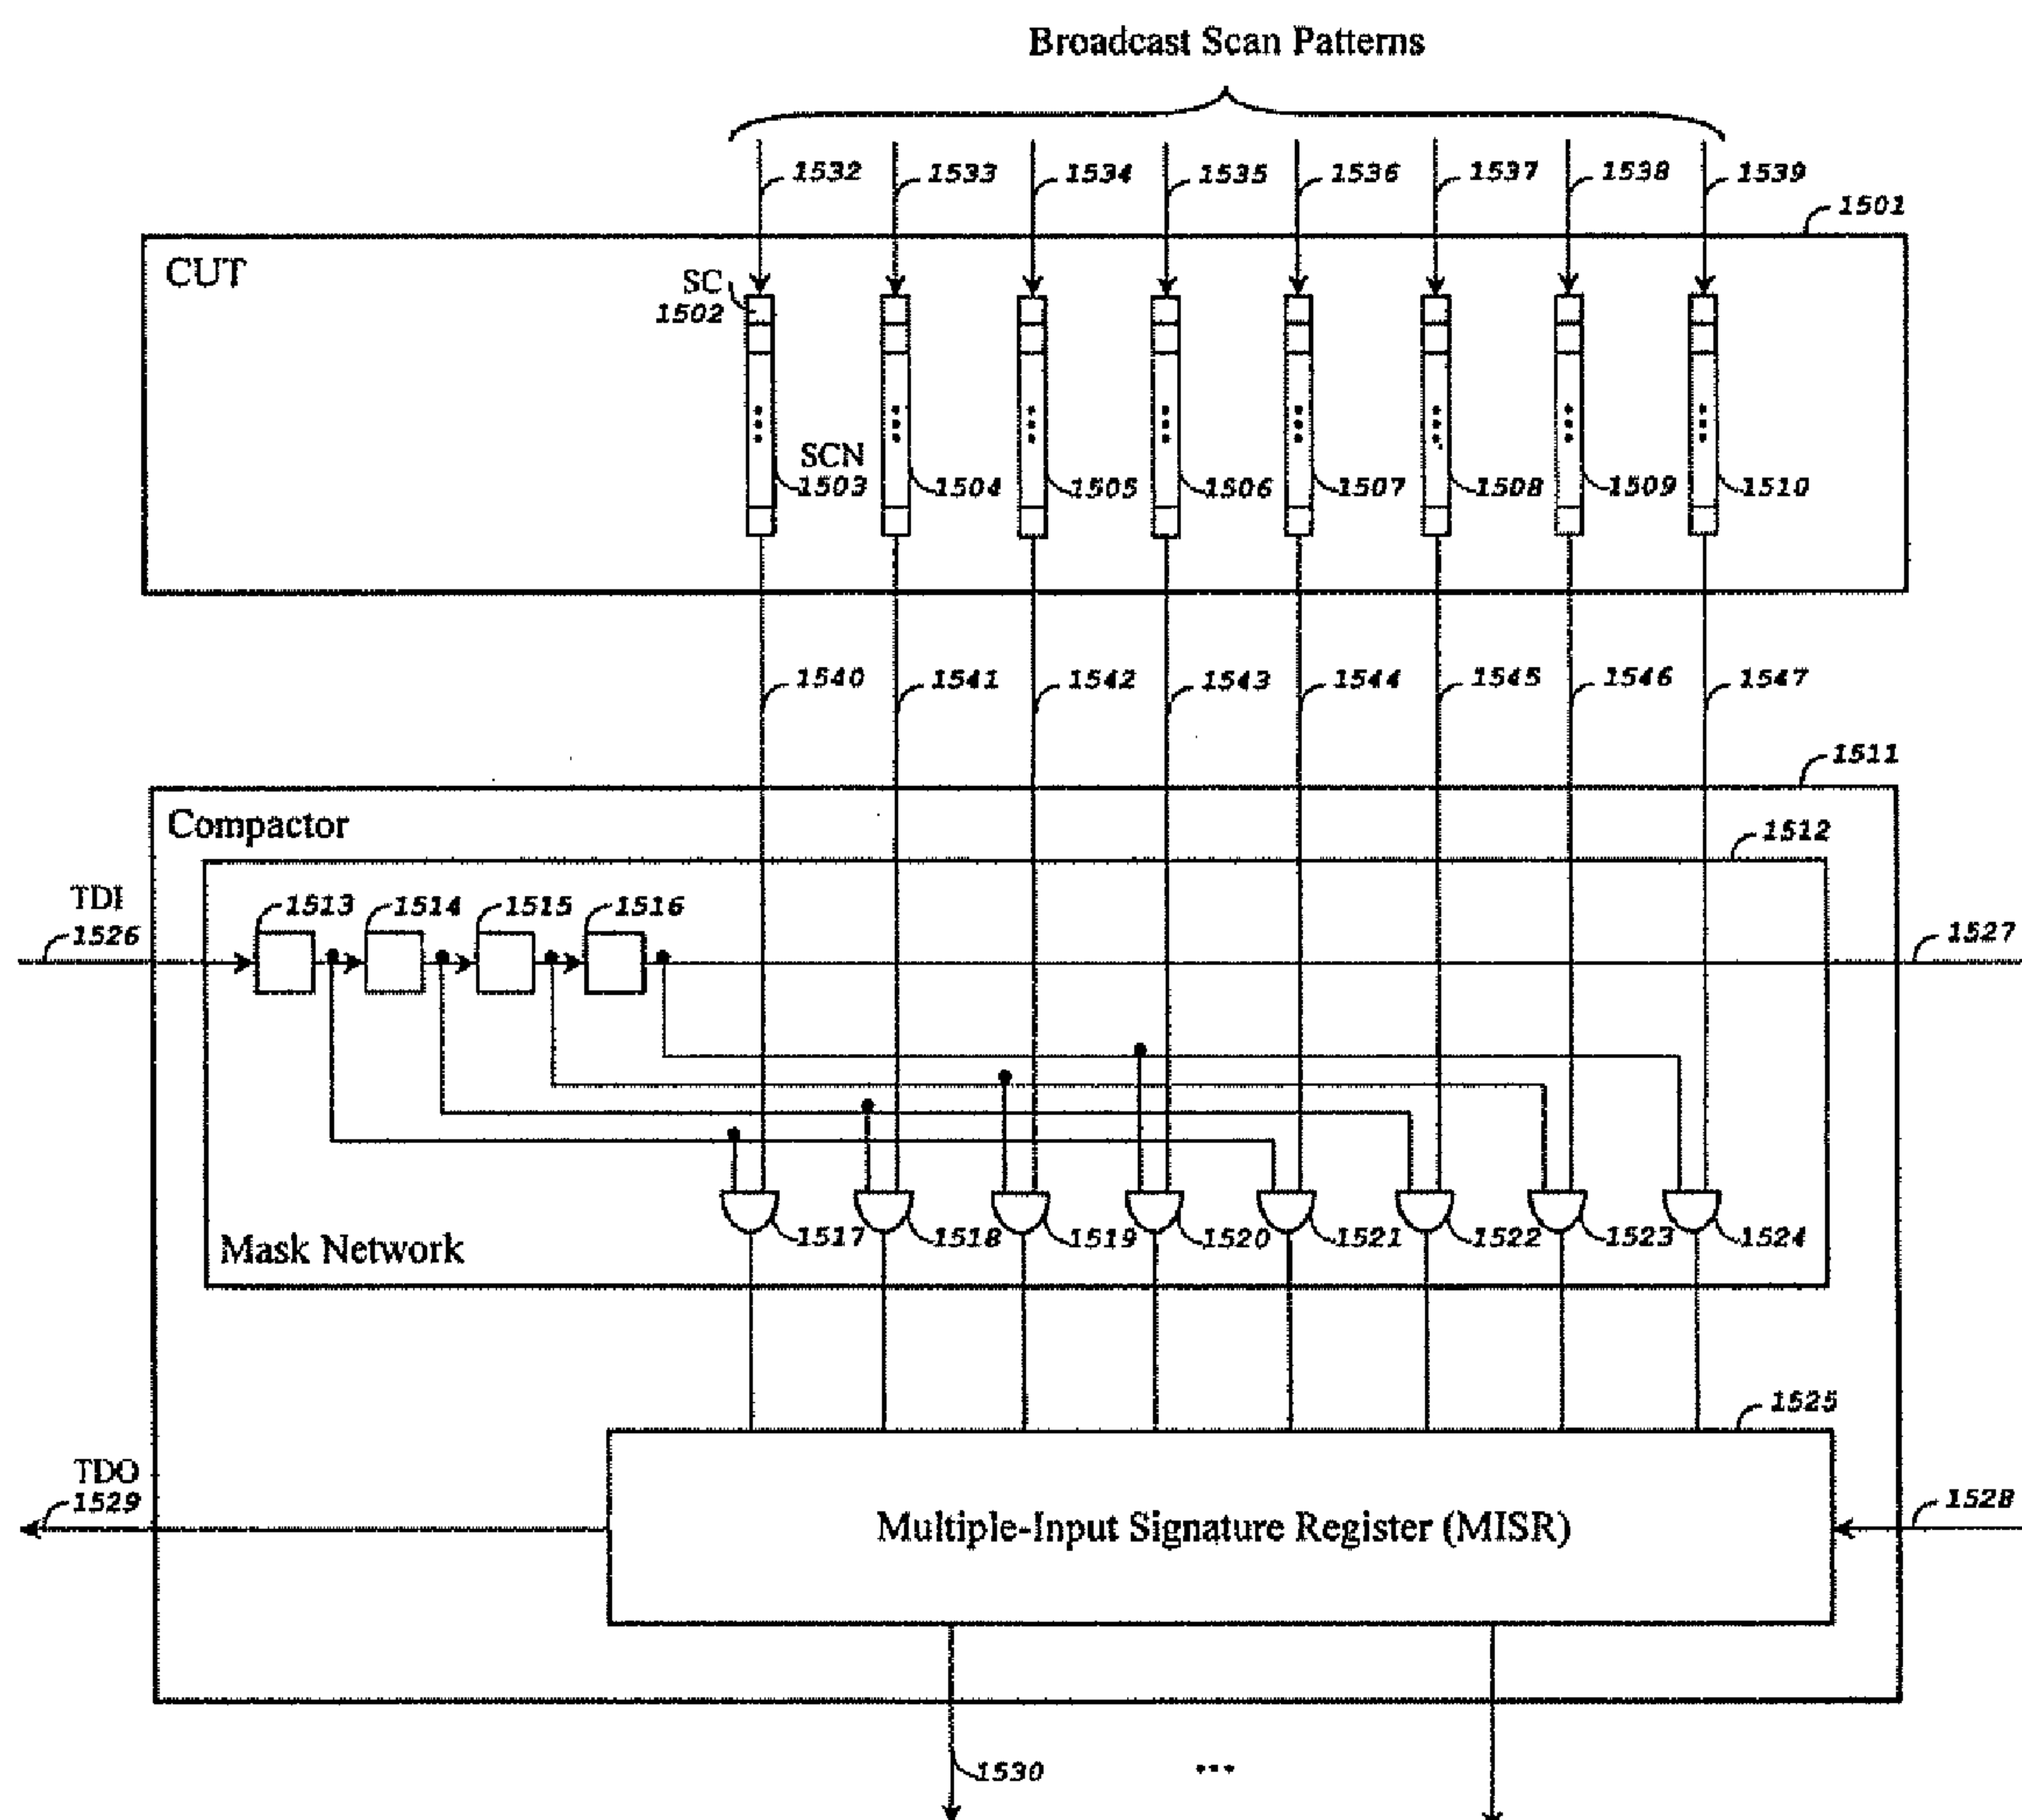 Broadcast Scan Patterns
1532 1533 1534 1535 1536 1537 1538 1539
1501
CUT
SC
1502
SCN
1503 1504 1505 1506 1507 1508 1509 1510
1540 1541 1542 1543 1544 1545 1546 1547
1511
Compactor
1512
TDI
1526
1513 1514 1515 1516
1527
1517 1518 1519 1520 1521 1522 1523 1524
Mask Network
1525
TDO
1529
Multiple-Input Signature Register (MISR)
1528
1530
...